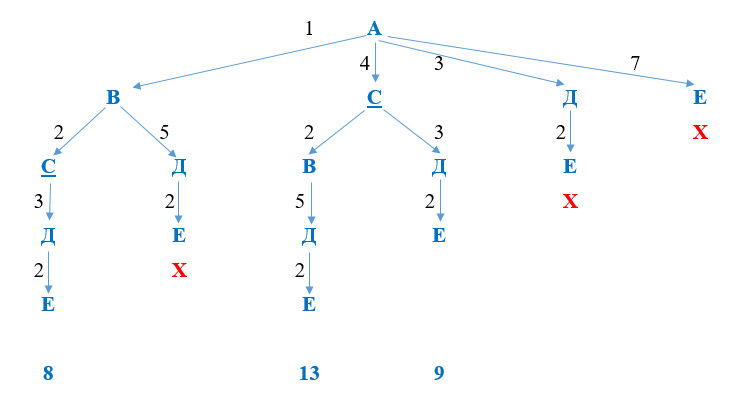 А
1 4 3 7
В С Д Е
2 5 2 3 2 Х
С Д В Д Е
3 2 5 2 Х
Д Е Д Е
2 Х 2
Е Е
8 13 9